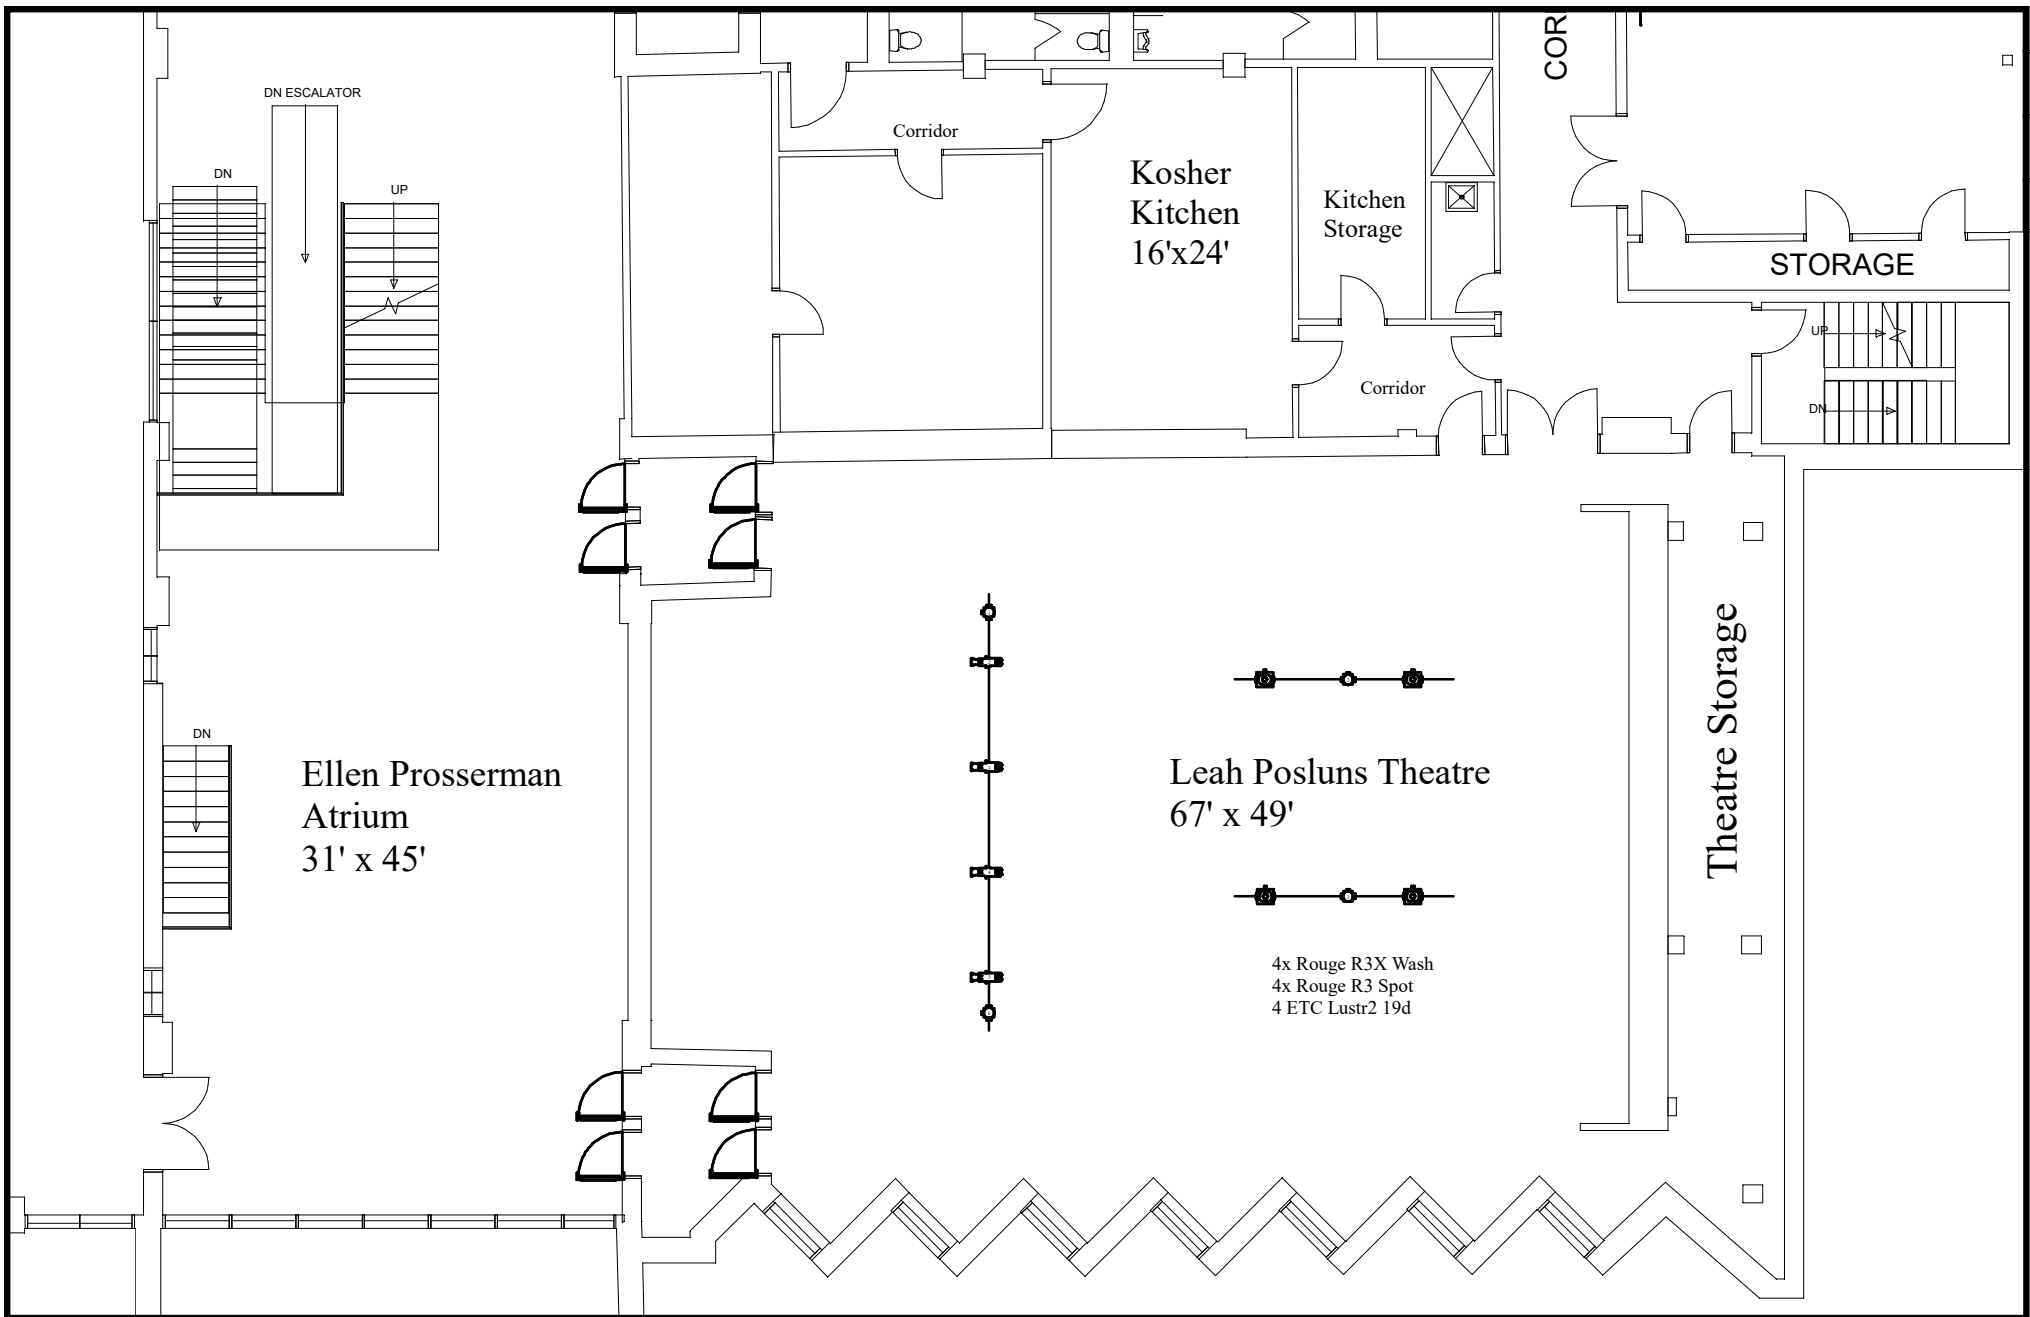 COR
DN ESCALATOR
Corridor
DN
UP
Kosher
Kitchen
16'x24'
Kitchen
Storage
STORAGE
UP
Corridor
DN
Theatre Storage
DN
Ellen Prosserman
Atrium
31' x 45'
Leah Posluns Theatre
67' x 49'
4x Rouge R3X Wash
4x Rouge R3 Spot
4 ETC Lustr2 19d